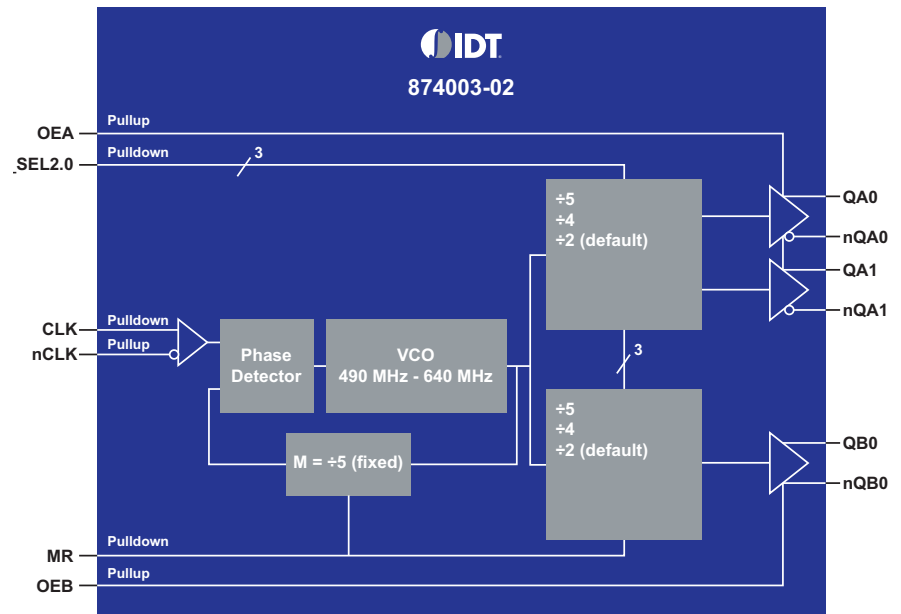 IDT
874003-02
OEA
Pullup
_SEL2.0
Pulldown
3
÷5
÷4
÷2 (default)
QA0
nQA0
QA1
nQA1
CLK
Pulldown
nCLK
Pullup
Phase
Detector
VCO
490 MHz - 640 MHz
3
M = ÷5 (fixed)
÷5
÷4
÷2 (default)
QB0
nQB0
MR
Pulldown
OEB
Pullup